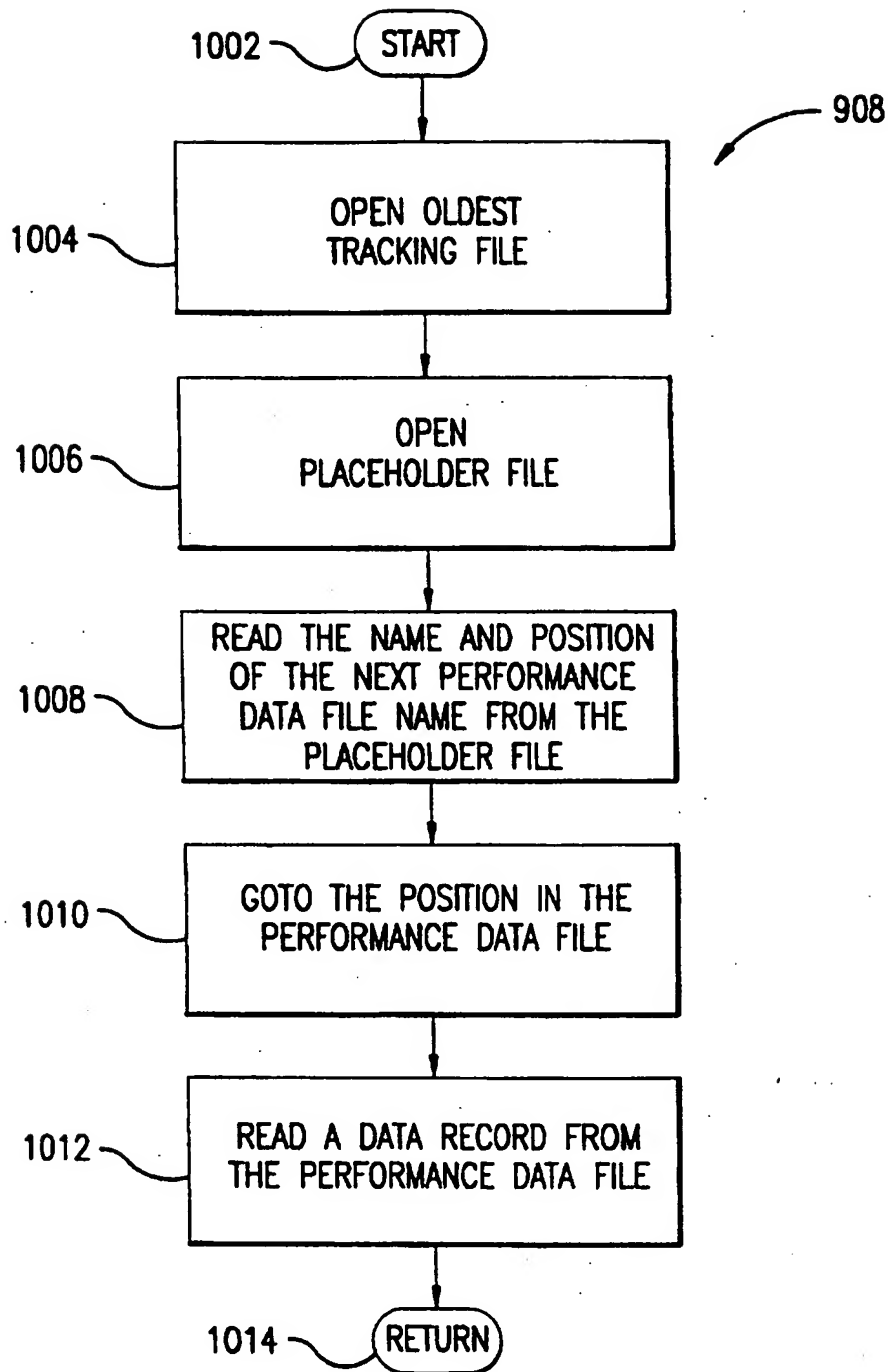 1002
START
908
1004
OPEN OLDEST
TRACKING FILE
1006
OPEN
PLACEHOLDER FILE
1008
READ THE NAME AND POSITION
OF THE NEXT PERFORMANCE
DATA FILE NAME FROM THE
PLACEHOLDER FILE
1010
GOTO THE POSITION IN THE
PERFORMANCE DATA FILE
1012
READ A DATA RECORD FROM
THE PERFORMANCE DATA FILE
1014
RETURN